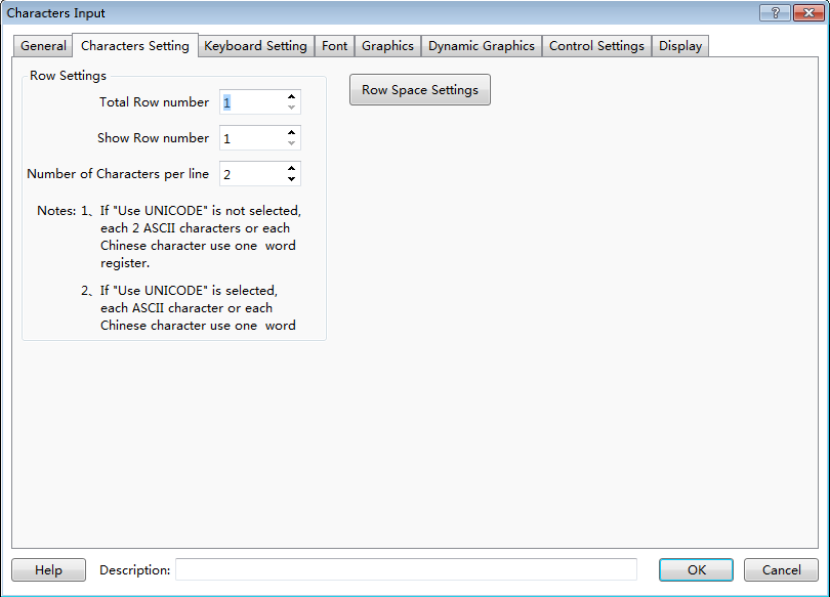 Characters Input
General Characters Setting Keyboard Setting Font Graphics Dynamic Graphics Control Settings Display
Row Settings
Total Row number 1
Row Space Settings
Show Row number 1
Number of Characters per line 2
Notes: 1、If "Use UNICODE" is not selected,
each 2 ASCII characters or each
Chinese character use one  word
register.
2、If "Use UNICODE" is selected,
each ASCII character or each
Chinese character use one  word
Help Description: OK Cancel